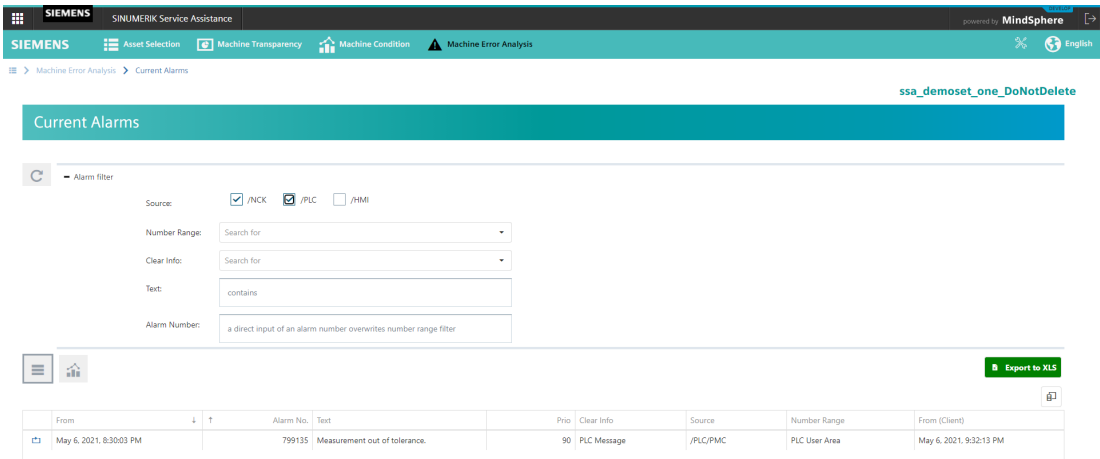 SIEMENS SINUMERIK Service Assistance
DEVELOP
powered by MindSphere
SIEMENS Asset Selection Machine Transparency Machine Condition Machine Error Analysis English
Machine Error Analysis Current Alarms
ssa_demoset_one_DoNotDelete
Current Alarms
Alarm filter
Source: /NCK /PLC /HMI
Number Range: Search for
Clear Info: Search for
Text: contains
Alarm Number: a direct input of an alarm number overwrites number range filter
Export to XLS
From Alarm No. Text Prio Clear Info Source Number Range From (Client)
May 6, 2021, 8:30:03 PM 799135 Measurement out of tolerance. 90 PLC Message /PLC/PMC PLC User Area May 6, 2021, 9:32:13 PM